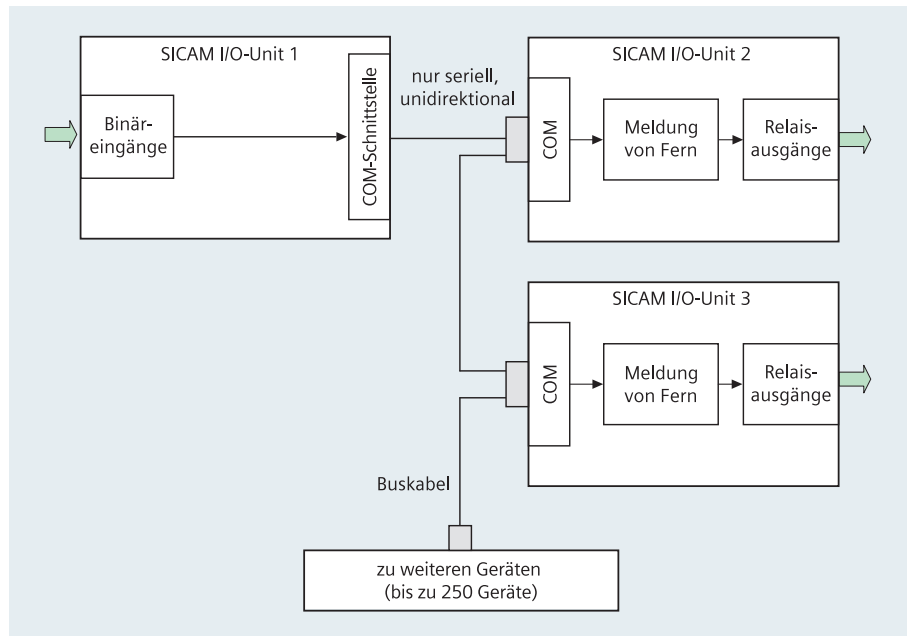 SICAM I/O-Unit 1
Binär-
eingänge
COM-Schnittstelle
nur seriell,
unidirektional
SICAM I/O-Unit 2
COM
Meldung
von Fern
Relais-
ausgänge
SICAM I/O-Unit 3
COM
Meldung
von Fern
Relais-
ausgänge
Buskabel
zu weiteren Geräten
(bis zu 250 Geräte)